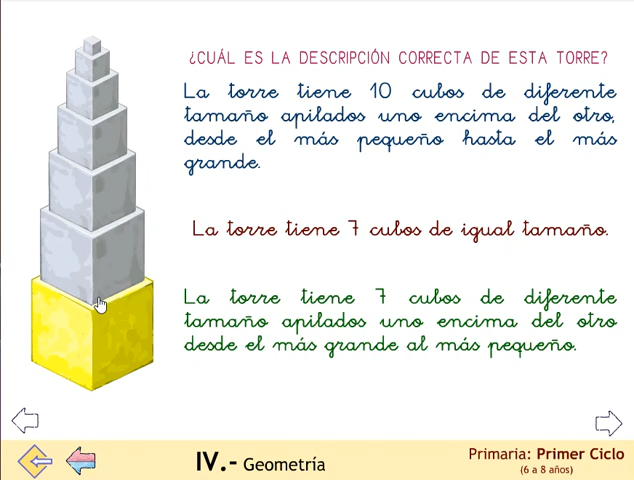 ¿CUÁL ES LA DESCRIPCIÓN CORRECTA DE ESTA TORRE?
La torre tiene 10 cubos de diferente
tamaño apilados uno encima del otro,
desde el más pequeño hasta el más
grande.
La torre tiene 7 cubos de igual tamaño.
La torre tiene 7 cubos de diferente
tamaño apilados uno encima del otro
desde el más grande al más pequeño.
IV.- Geometría
Primaria: Primer Ciclo
(6 a 8 años)